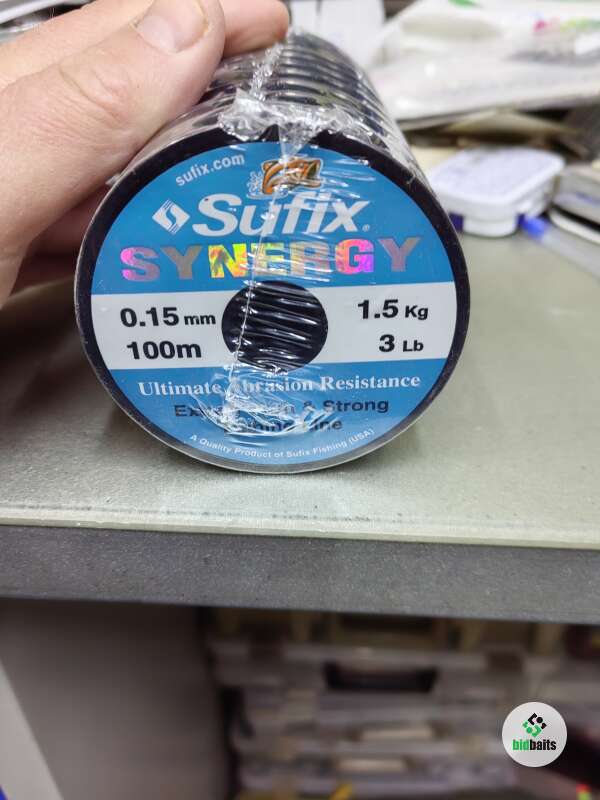 sufix.com
Sufix®
SYNERGY
0.15 mm
100m
1.5 Kg
3 Lb
Ultimate Abrasion Resistance
& Strong
A Quality Product of Sufix Fishing (USA)
bidbaits